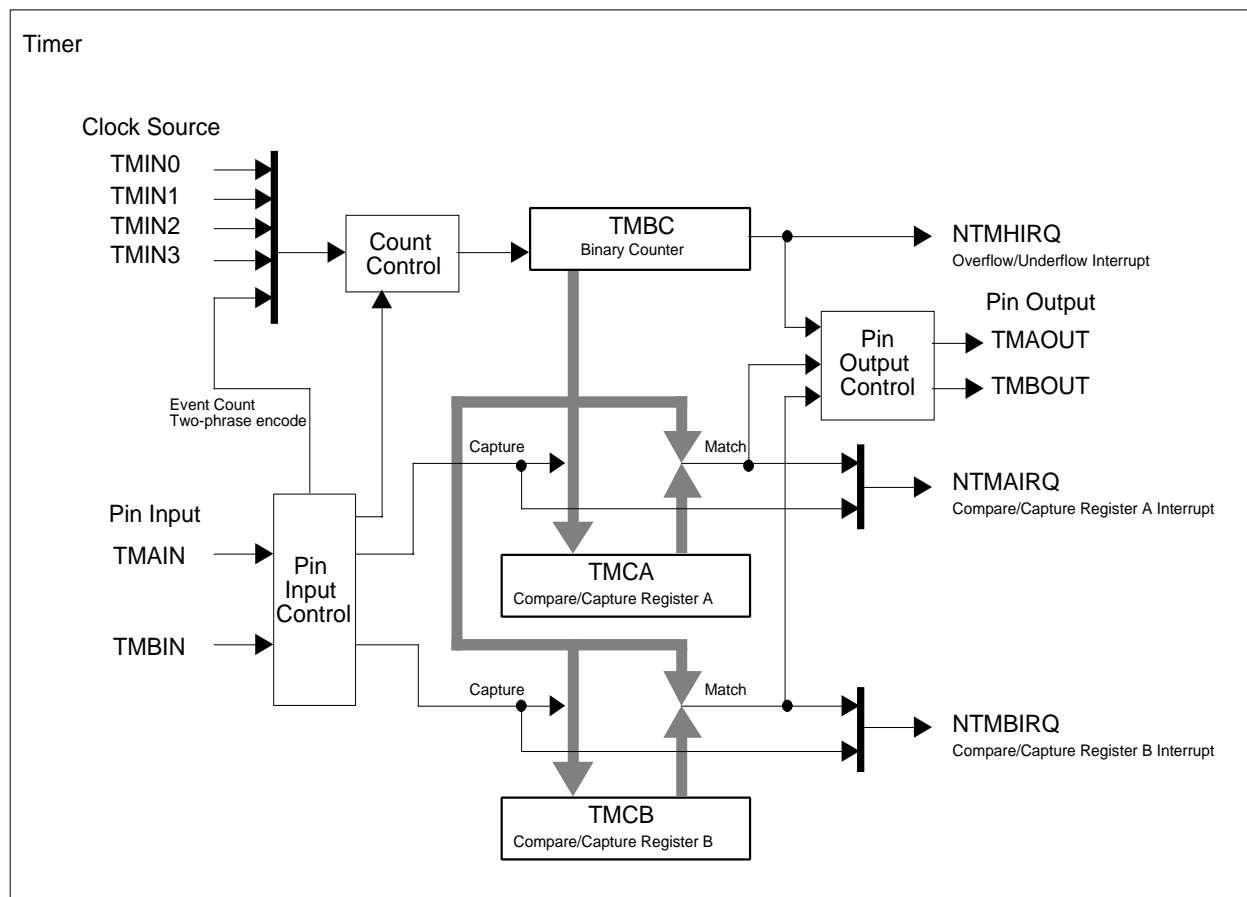 Timer
Clock Source
TMIN0
TMIN1
TMIN2
TMIN3
Count
Control
TMBC
Binary Counter
NTMHIRQ
Overflow/Underflow Interrupt
Pin Output
TMAOUT
TMBOUT
Pin
Output
Control
Event Count
Two-phrase encode
Capture
Match
NTMAIRQ
Compare/Capture Register A Interrupt
Pin Input
TMAIN
TMBIN
Pin
Input
Control
TMCA
Compare/Capture Register A
Capture
Match
NTMBIRQ
Compare/Capture Register B Interrupt
TMCB
Compare/Capture Register B